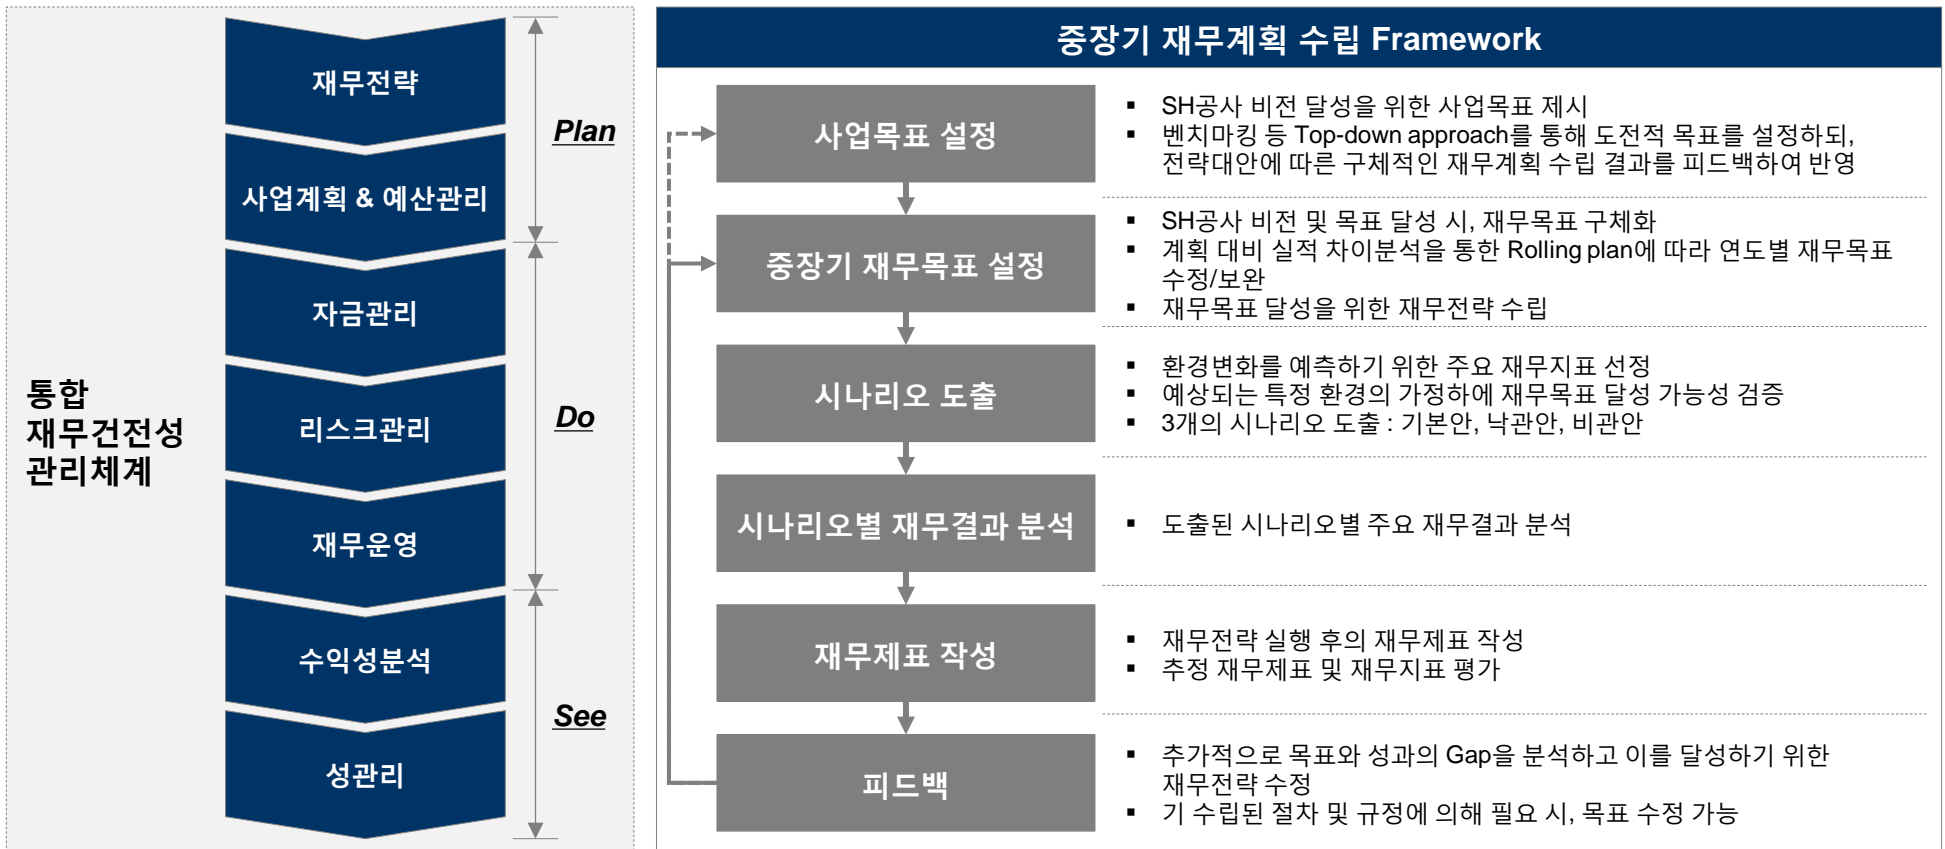 통합
재무건전성
관리체계
재무전략
사업계획 & 예산관리
자금관리
리스크관리
재무운영
수익성분석
성관리
Plan
Do
See
중장기 재무계획 수립 Framework
사업목표 설정
▪ SH공사 비전 달성을 위한 사업목표 제시
▪ 벤치마킹 등 Top-down approach를 통해 도전적 목표를 설정하되,
전략대안에 따른 구체적인 재무계획 수립 결과를 피드백하여 반영
중장기 재무목표 설정
▪ SH공사 비전 및 목표 달성 시, 재무목표 구체화
▪ 계획 대비 실적 차이분석을 통한 Rolling plan에 따라 연도별 재무목표
수정/보완
▪ 재무목표 달성을 위한 재무전략 수립
시나리오 도출
▪ 환경변화를 예측하기 위한 주요 재무지표 선정
▪ 예상되는 특정 환경의 가정하에 재무목표 달성 가능성 검증
▪ 3개의 시나리오 도출 : 기본안, 낙관안, 비관안
시나리오별 재무결과 분석
▪ 도출된 시나리오별 주요 재무결과 분석
재무제표 작성
▪ 재무전략 실행 후의 재무제표 작성
▪ 추정 재무제표 및 재무지표 평가
피드백
▪ 추가적으로 목표와 성과의 Gap을 분석하고 이를 달성하기 위한
재무전략 수정
▪ 기 수립된 절차 및 규정에 의해 필요 시, 목표 수정 가능